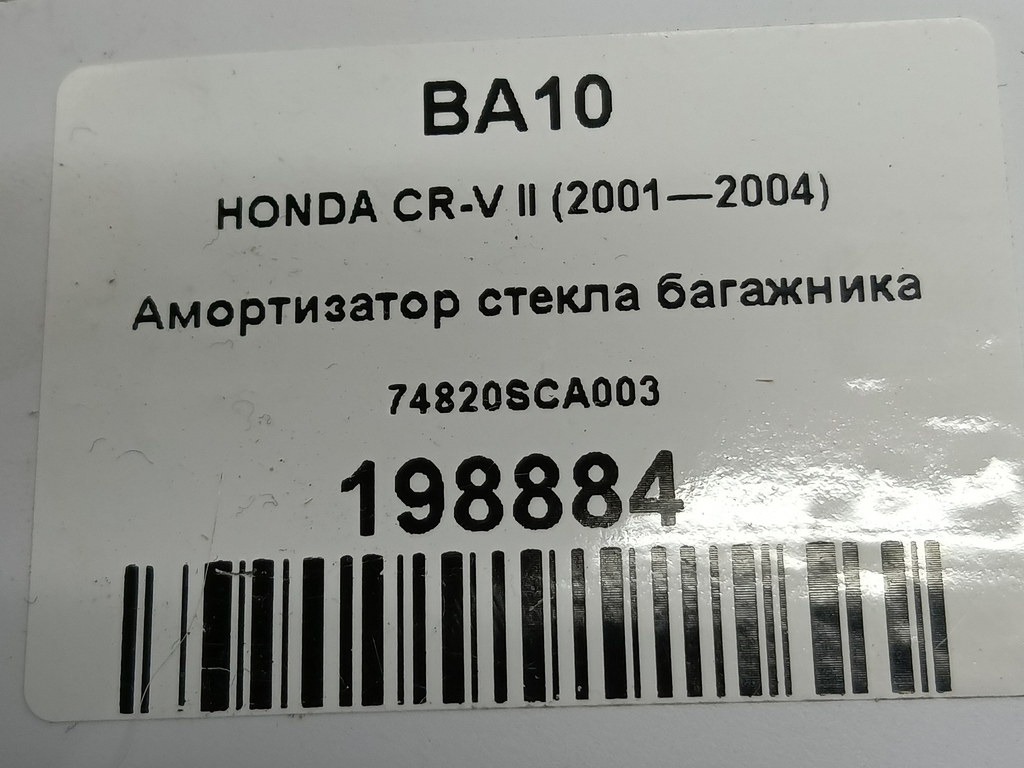 BA10
HONDA CR-V II (2001—2004)
Амортизатор стекла багажника
74820SCA003
198884